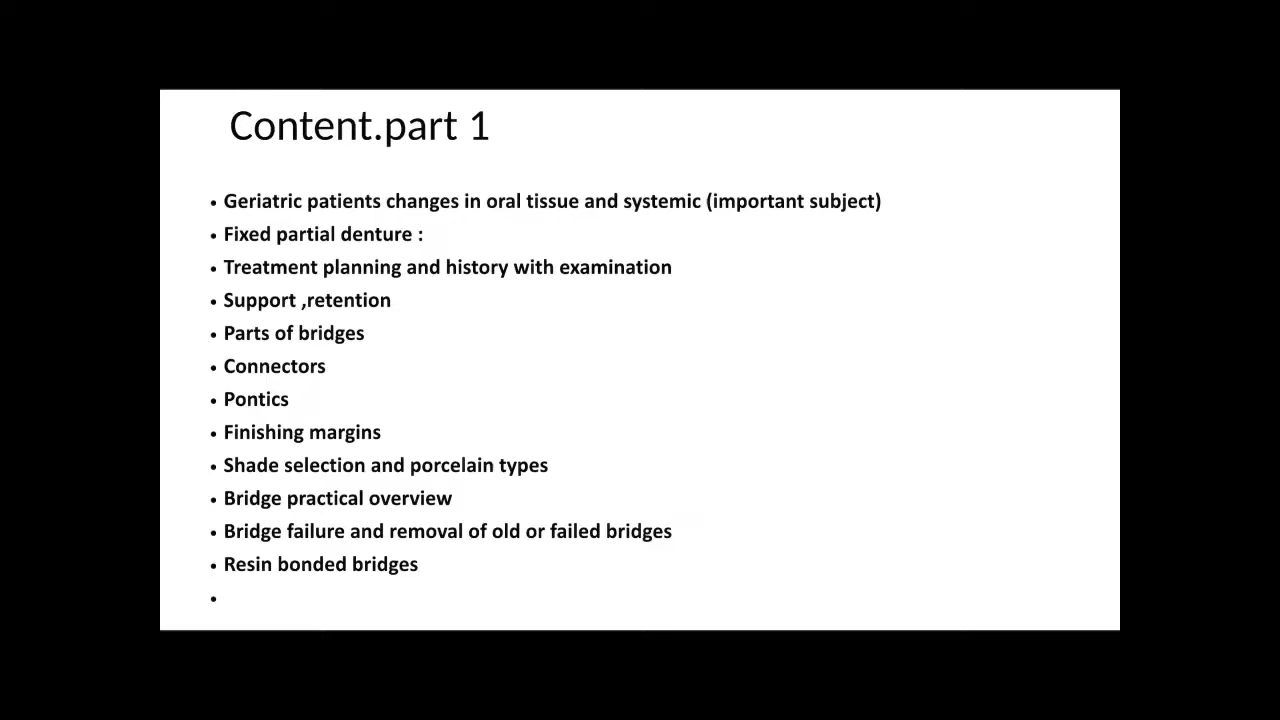 Content.part 1
• Geriatric patients changes in oral tissue and systemic (important subject)
• Fixed partial denture :
• Treatment planning and history with examination
• Support ,retention
• Parts of bridges
• Connectors
• Pontics
• Finishing margins
• Shade selection and porcelain types
• Bridge practical overview
• Bridge failure and removal of old or failed bridges
• Resin bonded bridges
•